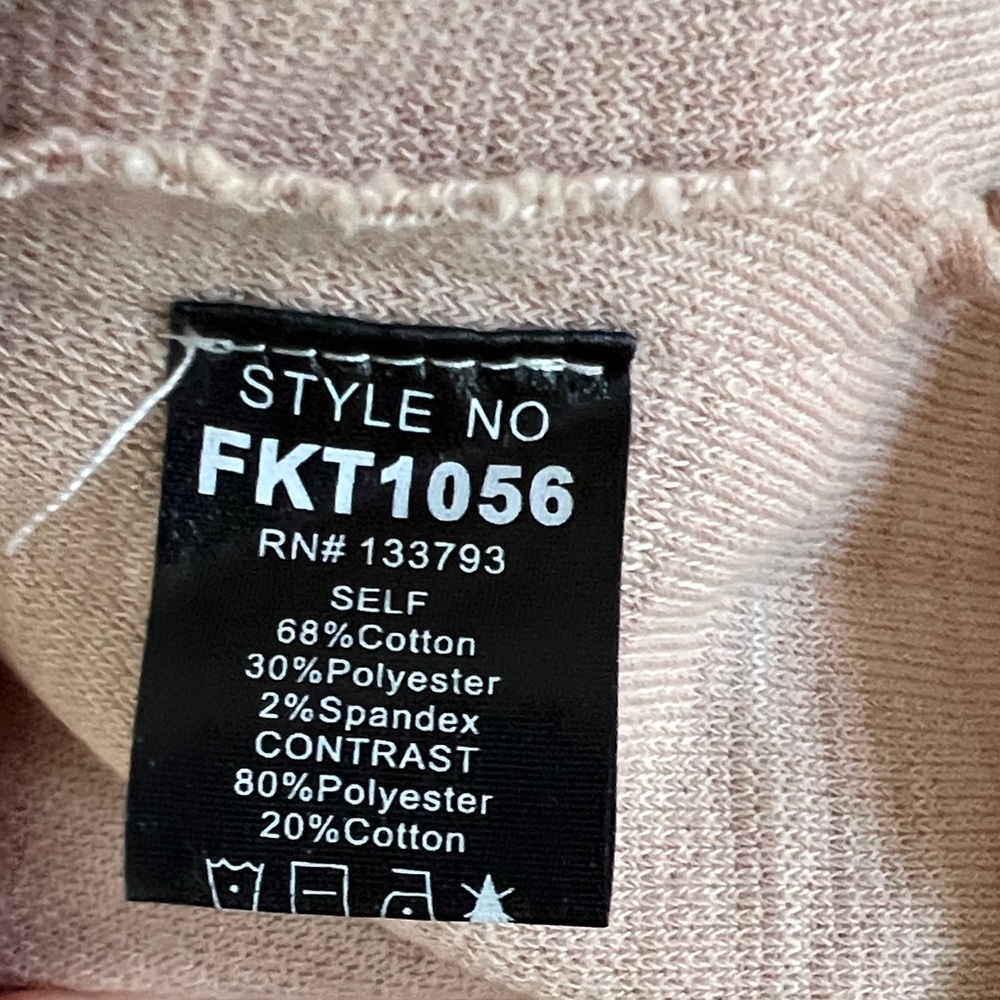 STYLE NO
FKT1056
RN# 133793
SELF
68%Cotton
30%Polyester
2%Spandex
CONTRAST
80%Polyester
20%Cotton